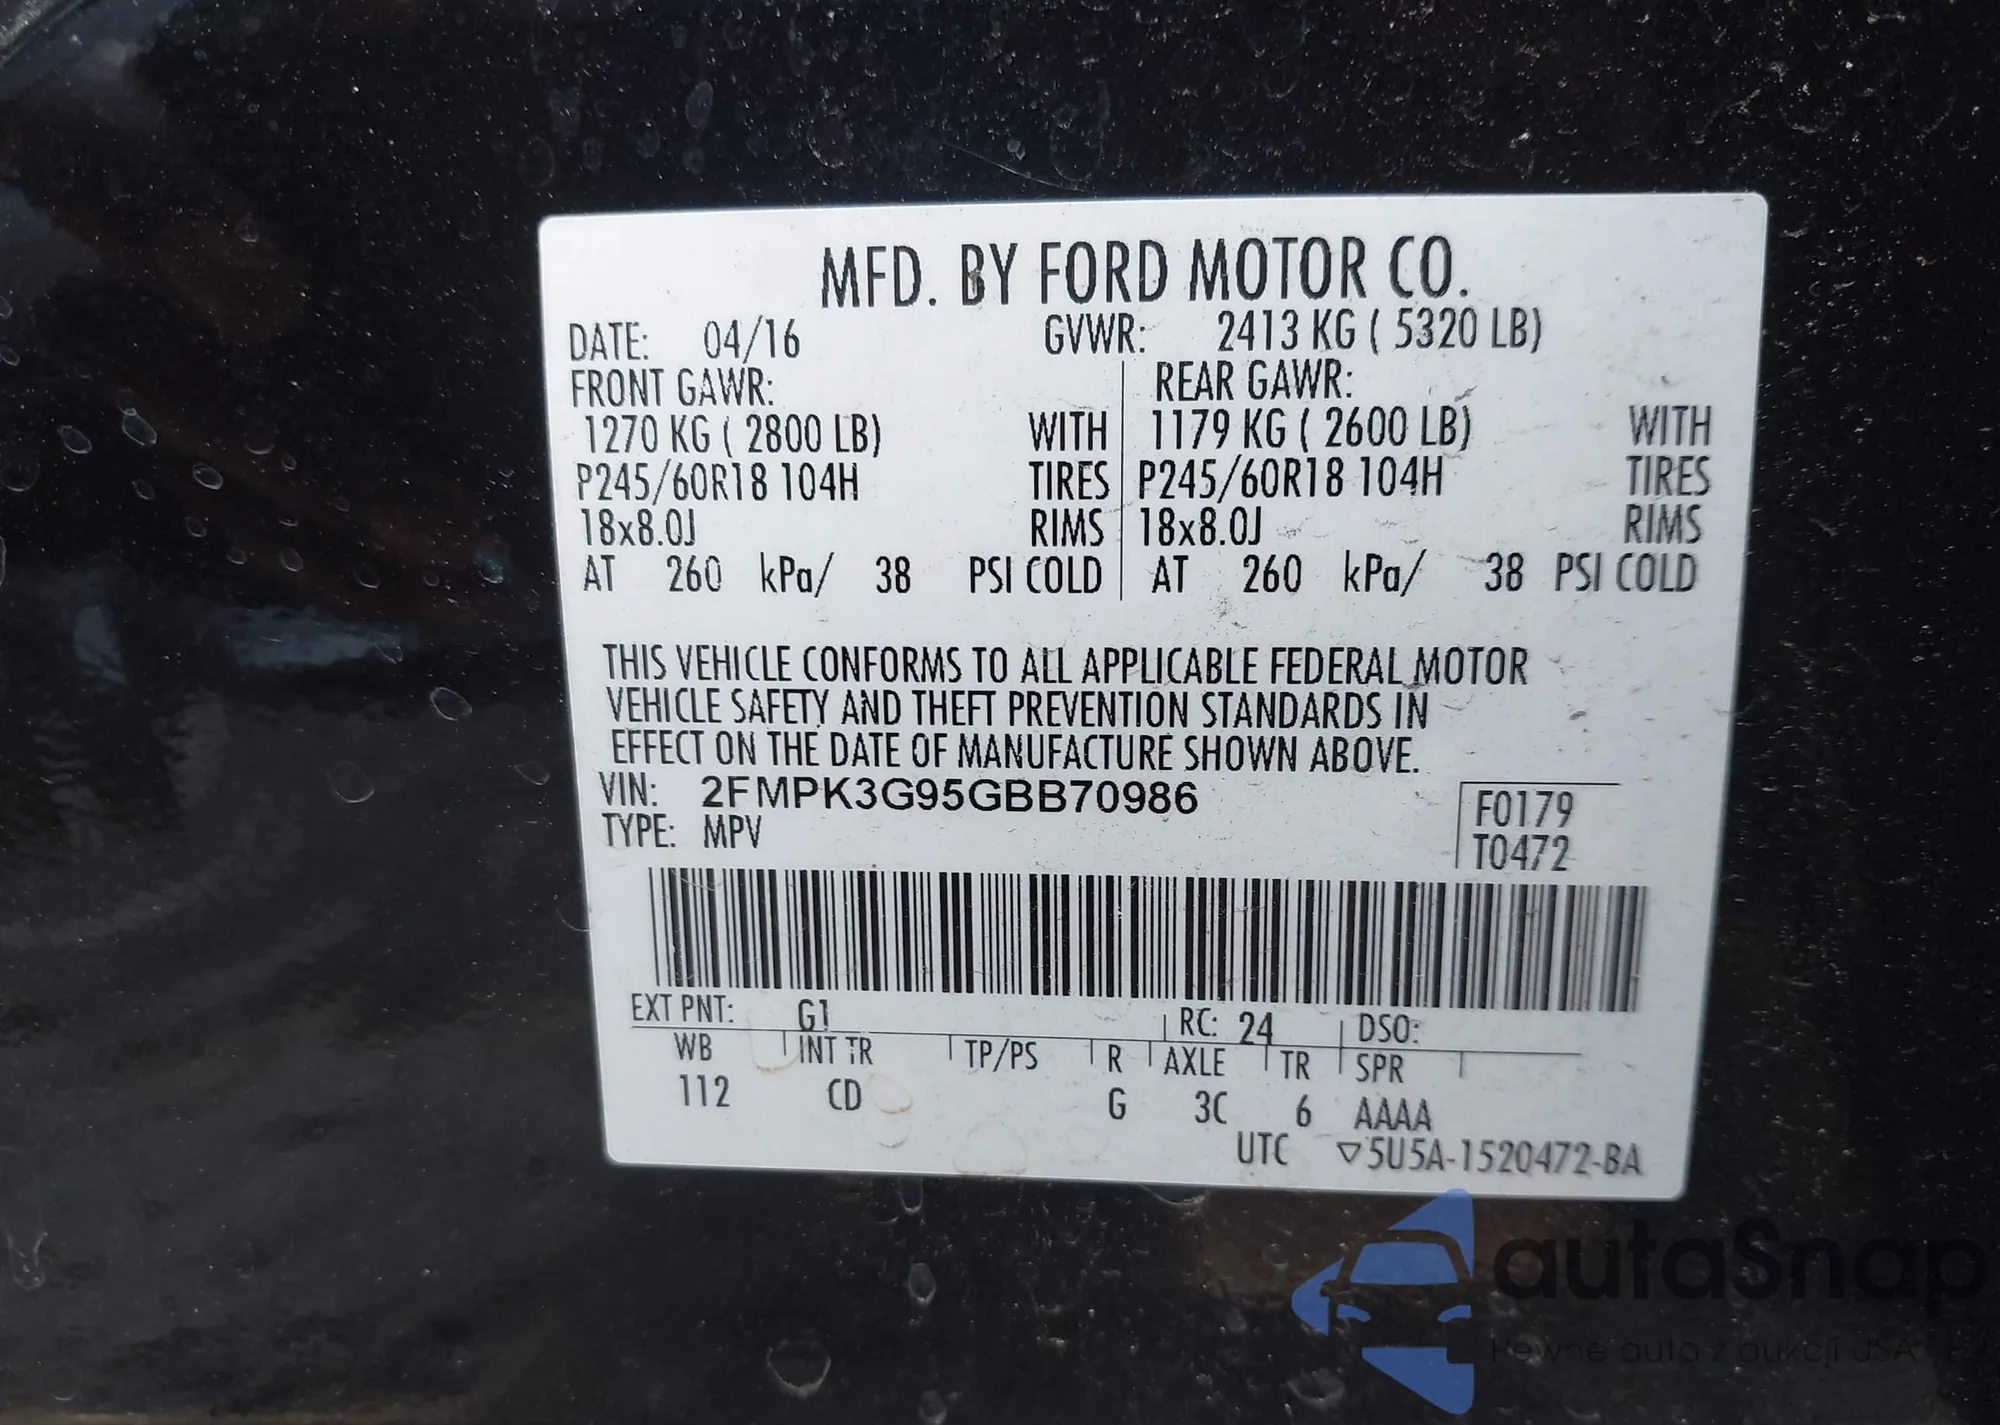 MFD. BY FORD MOTOR CO.
DATE: 04/16 GVWR: 2413 KG ( 5320 LB)
FRONT GAWR: REAR GAWR:
1270 KG ( 2800 LB) WITH 1179 KG ( 2600 LB) WITH
P245/60R18 104H TIRES P245/60R18 104H TIRES
18x8.0J RIMS 18x8.0J RIMS
AT 260 kPa/ 38 PSI COLD AT 260 kPa/ 38 PSI COLD
THIS VEHICLE CONFORMS TO ALL APPLICABLE FEDERAL MOTOR
VEHICLE SAFETY AND THEFT PREVENTION STANDARDS IN
EFFECT ON THE DATE OF MANUFACTURE SHOWN ABOVE.
VIN: 2FMPK3G95GBB70986 F0179
TYPE: MPV T0472
EXT PNT: G1 RC: 24 DSO:
WB INT TR TP/PS R AXLE TR SPR
112 CD G 3C 6 AAAA
UTC ▽5U5A-1520472-BA
autaSnap
Pewne auta z aukcji USA